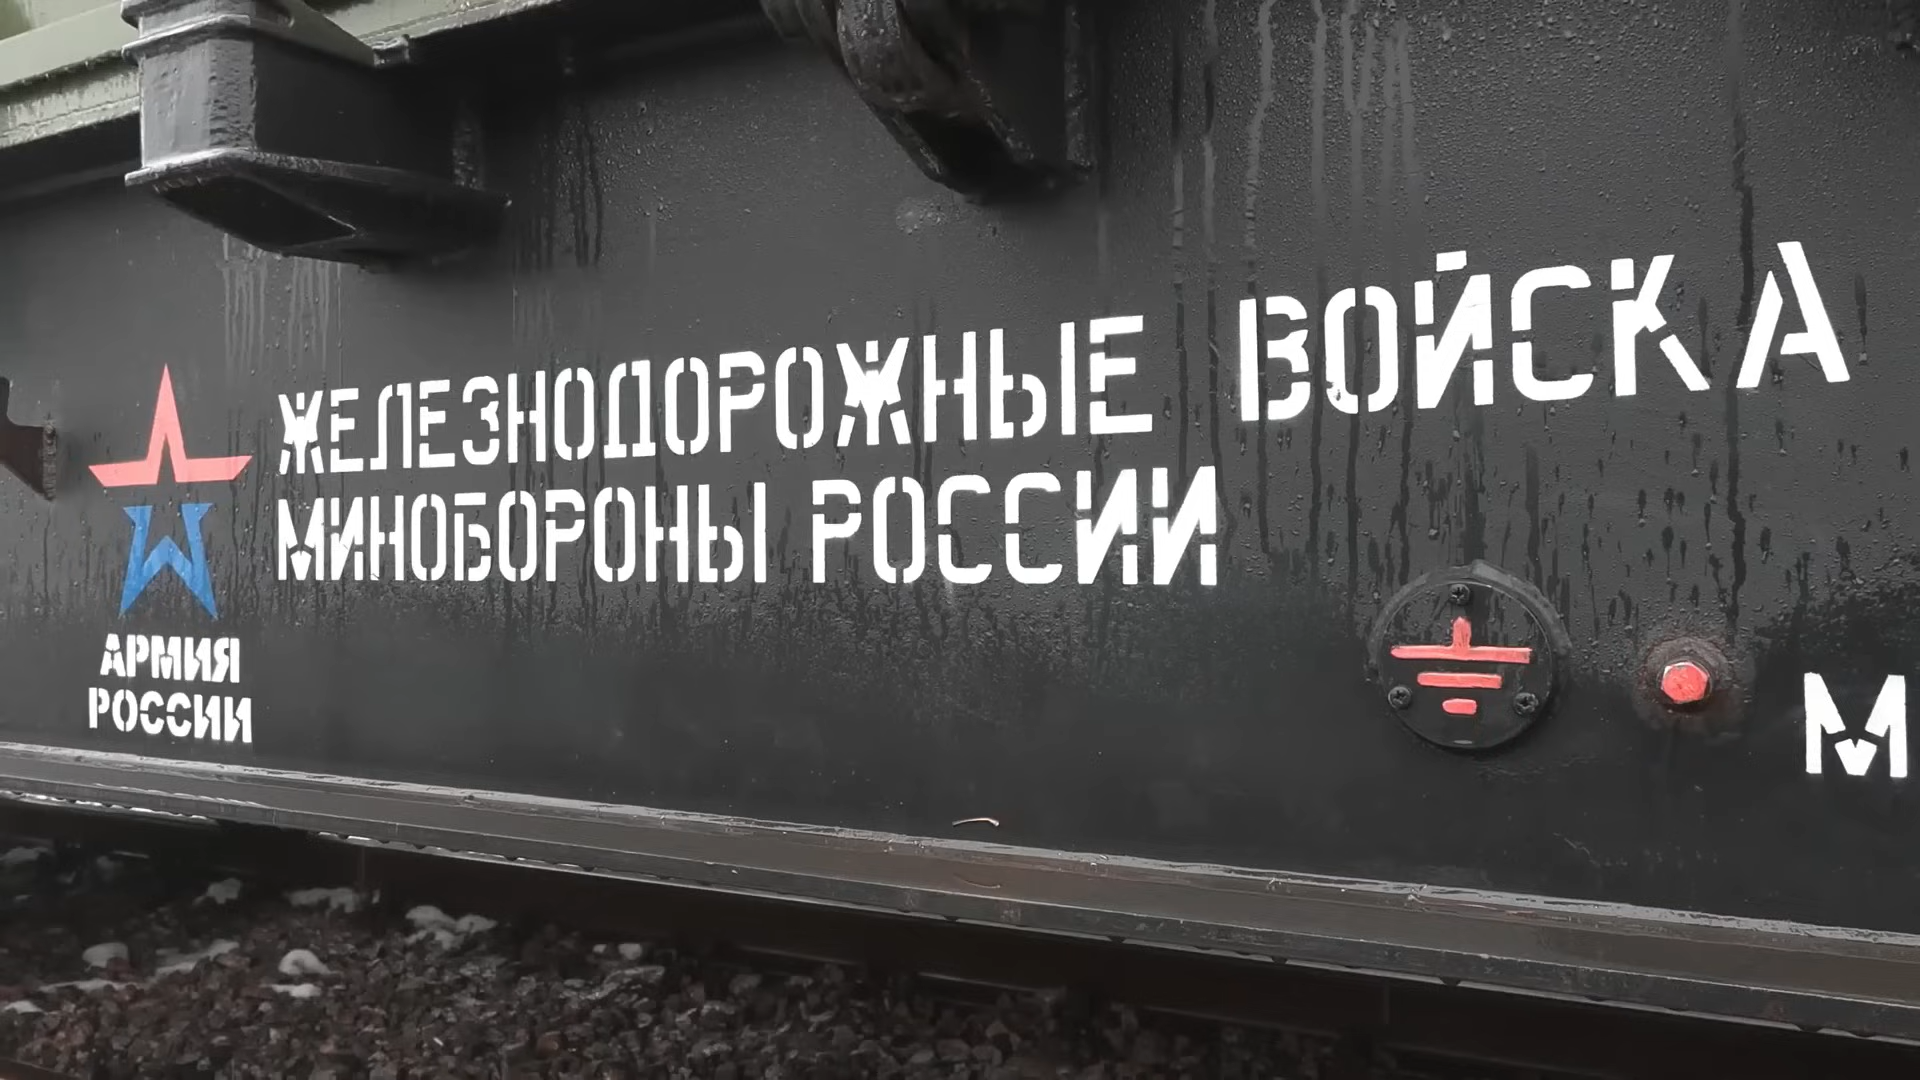 ЖЕЛЕЗНОДОРОЖНЫЕ ВОЙСКА
МИНОБОРОНЫ РОССИИ
АРМИЯ
РОССИИ
М